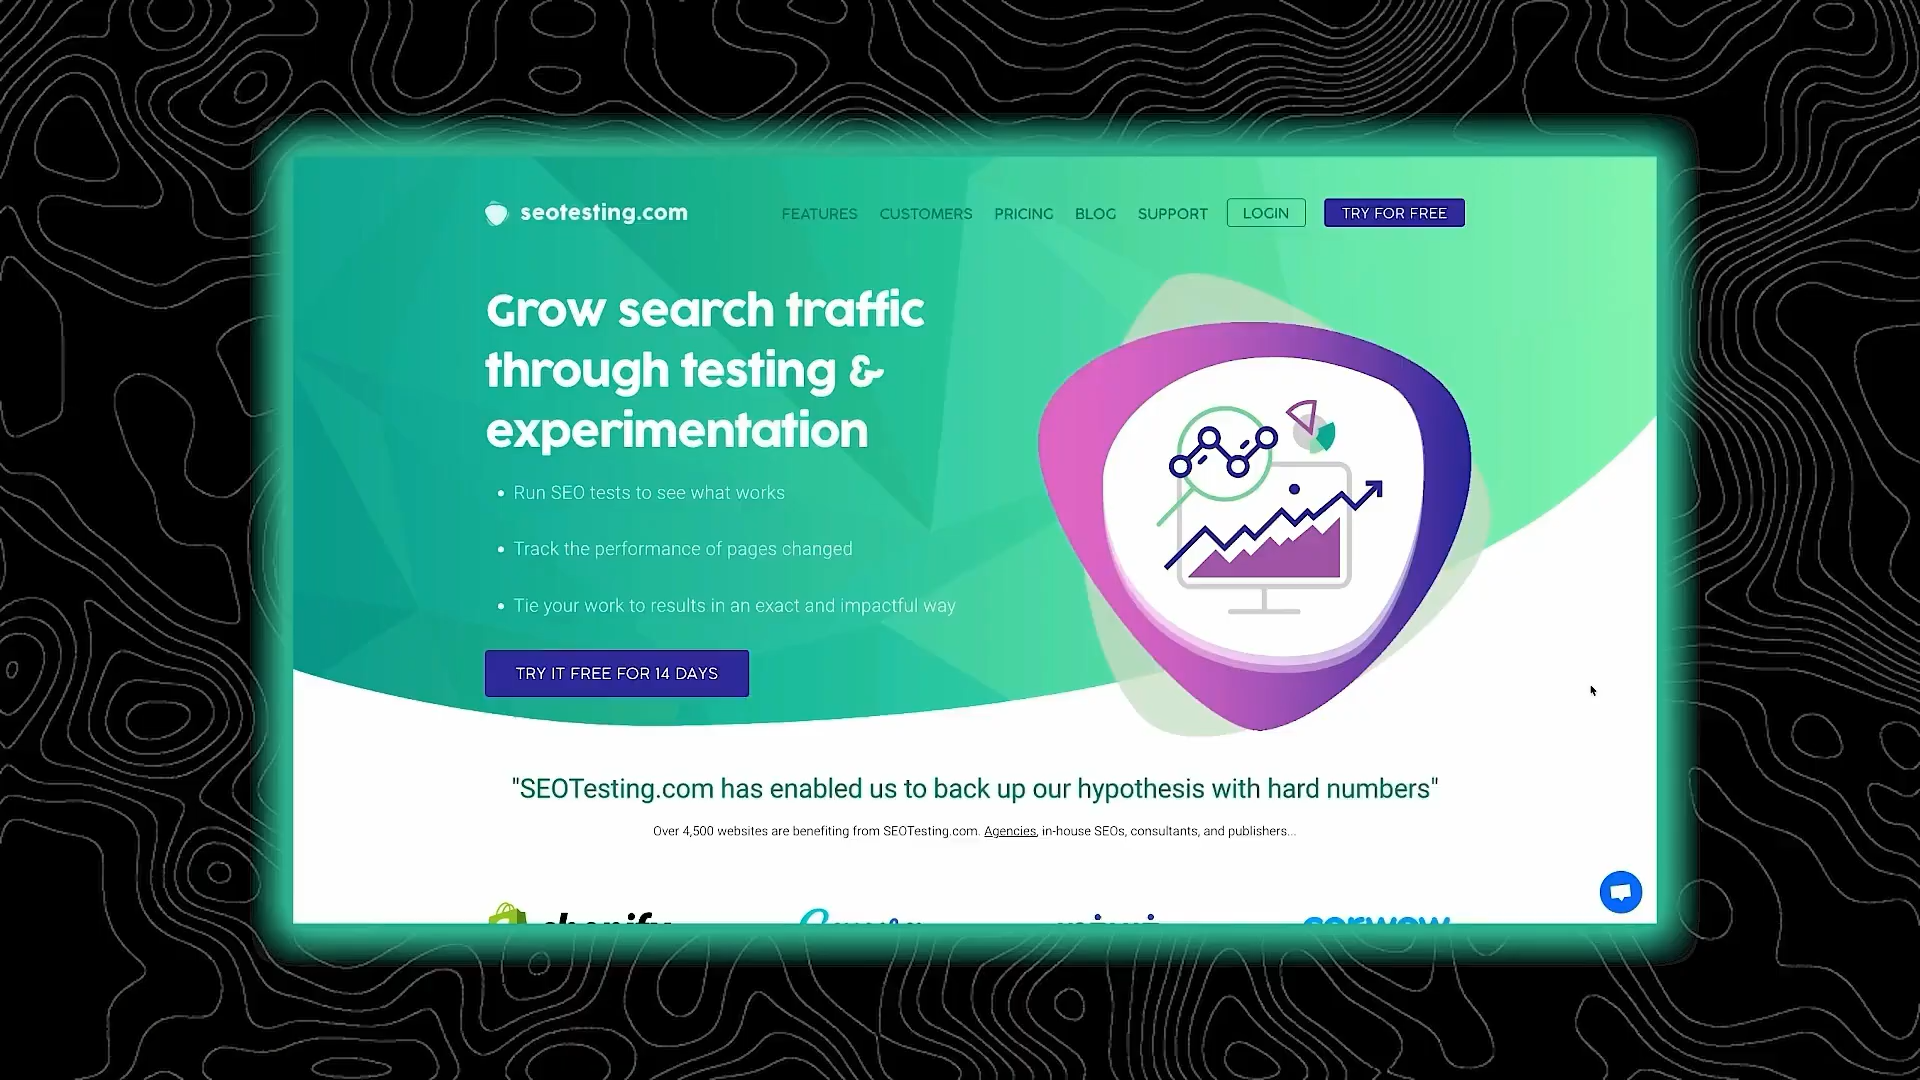 seotesting.com
FEATURES CUSTOMERS PRICING BLOG SUPPORT LOGIN TRY FOR FREE
Grow search traffic
through testing &
experimentation
• Run SEO tests to see what works
• Track the performance of pages changed
• Tie your work to results in an exact and impactful way
TRY IT FREE FOR 14 DAYS
"SEOTesting.com has enabled us to back up our hypothesis with hard numbers"
Over 4,500 websites are benefiting from SEOTesting.com. Agencies, in-house SEOs, consultants, and publishers...
shopify